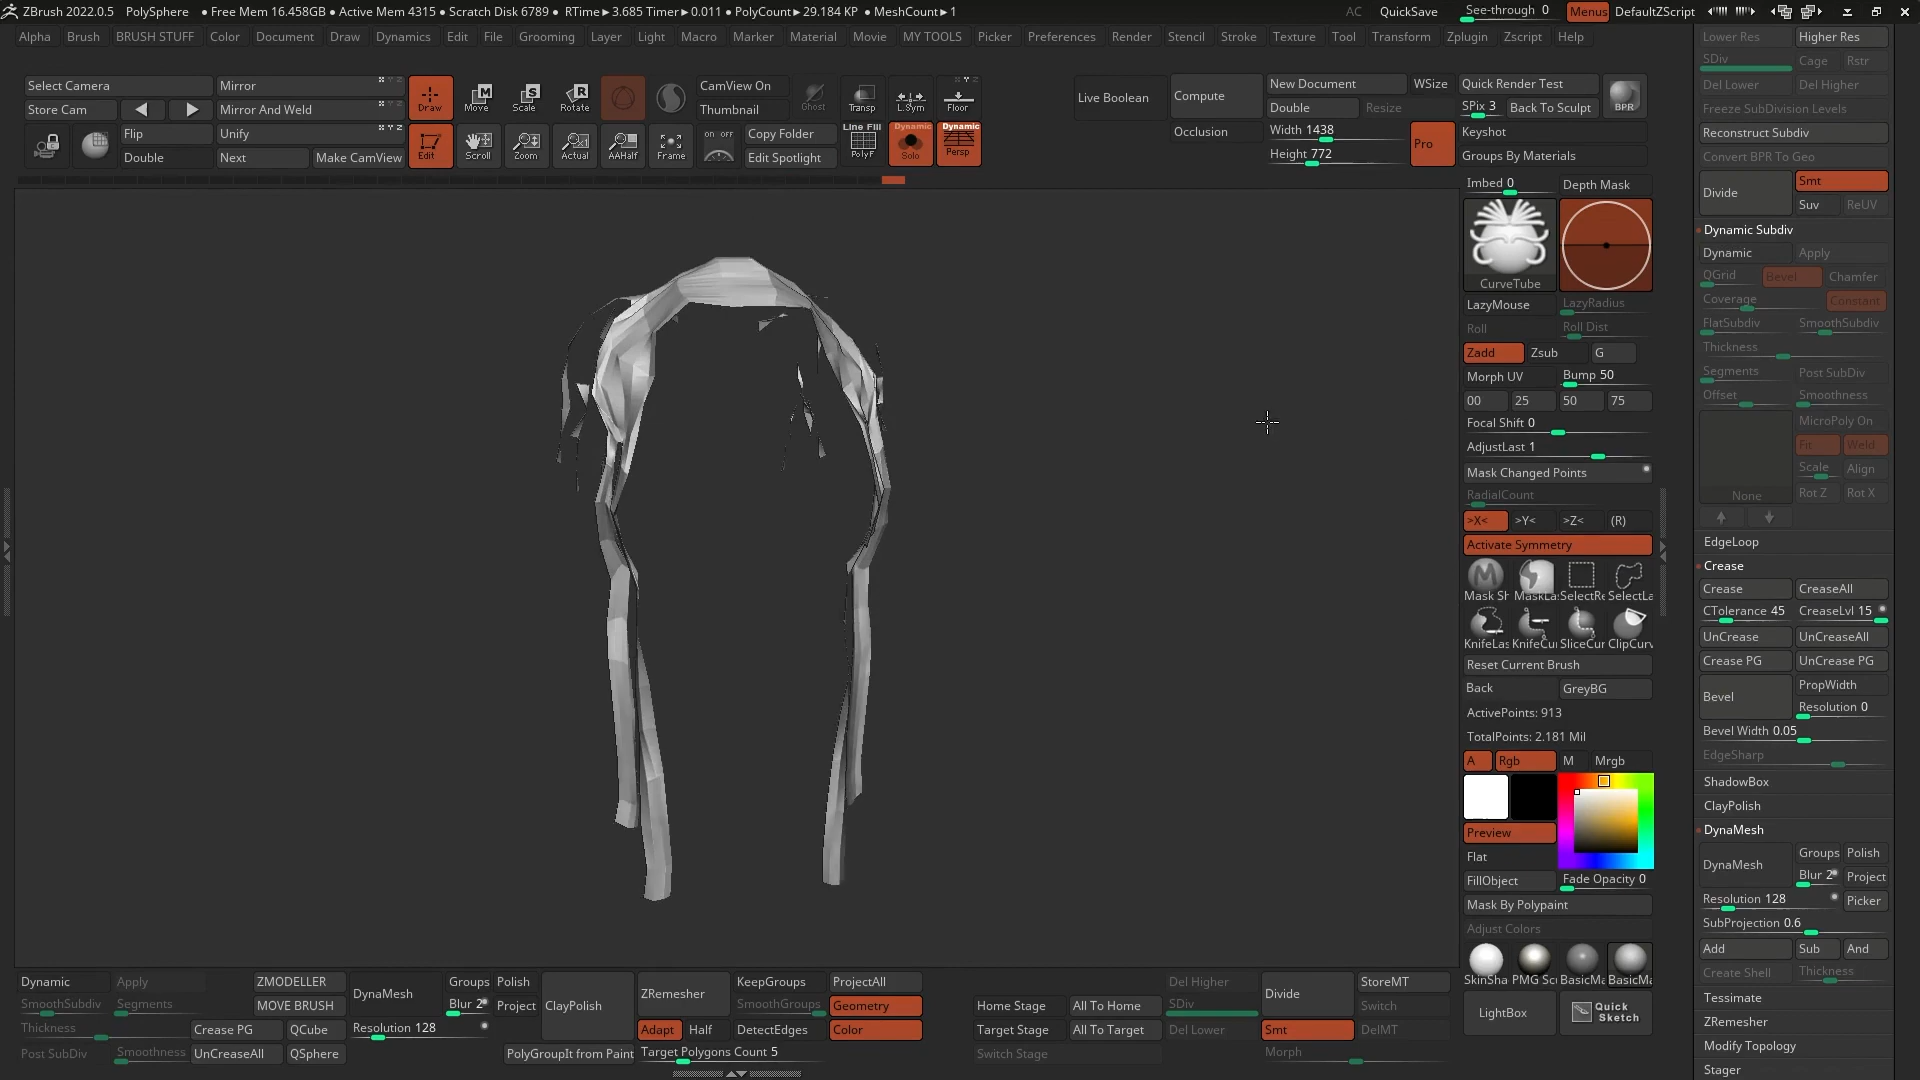 ZBrush 2022.0.5 PolySphere • Free Mem 16.458GB • Active Mem 4315 • Scratch Disk 6789 • RTime►3.685 Timer►0.011 • PolyCount►29.184 KP • MeshCount►1 AC QuickSave See-through 0 Menus DefaultZScript
Alpha Brush BRUSH STUFF Color Document Draw Dynamics Edit File Grooming Layer Light Macro Marker Material Movie MY TOOLS Picker Preferences Render Stencil Stroke Texture Tool Transform Zplugin Zscript Help
Select Camera Mirror
Store Cam Mirror And Weld
Flip Unify
Double Next Make CamView
Draw Move Scale Rotate
Edit Scroll Zoom Actual AAHalf Frame
CamView On
Thumbnail
ON OFF Copy Folder
Edit Spotlight
Ghost Transp L.Sym Floor
Line Fill PolyF Dynamic Solo Dynamic Persp
Live Boolean Compute
Occlusion
New Document WSize
Double Resize
Width 1438
Height 772
Pro
Quick Render Test
SPix 3 Back To Sculpt
BPR
Keyshot
Groups By Materials
Imbed 0 Depth Mask
CurveTube
LazyMouse LazyRadius
Roll Roll Dist
Zadd Zsub G
Morph UV Bump 50
00 25 50 75
Focal Shift 0
AdjustLast 1
Mask Changed Points
RadialCount
>X< >Y< >Z< (R)
Activate Symmetry
Mask Sh MaskLa SelectRe SelectLa
KnifeLas KnifeCu SliceCur ClipCurv
Reset Current Brush
Back GreyBG
ActivePoints: 913
TotalPoints: 2.181 Mil
A Rgb M Mrgb
Preview
Flat
FillObject Fade Opacity 0
Mask By Polypaint
Adjust Colors
SkinSha PMG Sc BasicMa BasicMa
LightBox Quick Sketch
Lower Res Higher Res
SDiv Cage Rstr
Del Lower Del Higher
Freeze SubDivision Levels
Reconstruct Subdiv
Convert BPR To Geo
Divide Smt
Suv ReUV
Dynamic Subdiv
Dynamic Apply
QGrid Bevel Chamfer
Coverage Constant
FlatSubdiv SmoothSubdiv
Thickness
Segments Post SubDiv
Offset Smoothness
MicroPoly On
Fit Weld
Scale Align
None Rot Z Rot X
EdgeLoop
Crease
Crease CreaseAll
CTolerance 45 CreaseLvl 15
UnCrease UnCreaseAll
Crease PG UnCrease PG
Bevel PropWidth
Resolution 0
Bevel Width 0.05
EdgeSharp
ShadowBox
ClayPolish
DynaMesh
DynaMesh Groups Polish
Blur 2 Project
Resolution 128 Picker
SubProjection 0.6
Add Sub And
Create Shell Thickness
Tessimate
ZRemesher
Modify Topology
Stager
Dynamic Apply ZMODELLER
SmoothSubdiv Segments MOVE BRUSH
Thickness Crease PG QCube
Post SubDiv Smoothness UnCreaseAll QSphere
DynaMesh Groups Polish
Blur 2 Project
Resolution 128
ClayPolish
PolyGroupIt from Paint
ZRemesher KeepGroups ProjectAll
SmoothGroups Geometry
Adapt Half DetectEdges Color
Target Polygons Count 5
Home Stage All To Home
Target Stage All To Target
Switch Stage
Del Higher Divide StoreMT
SDiv Switch
Del Lower Smt DelMT
Morph